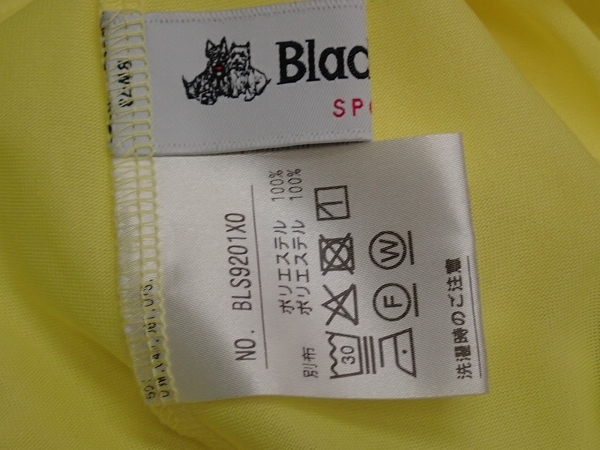 Blac
SPO
NO. BLS9201X0
ポリエステル 100%
別布 ポリエステル 100%
30
F W
洗濯時のご注意